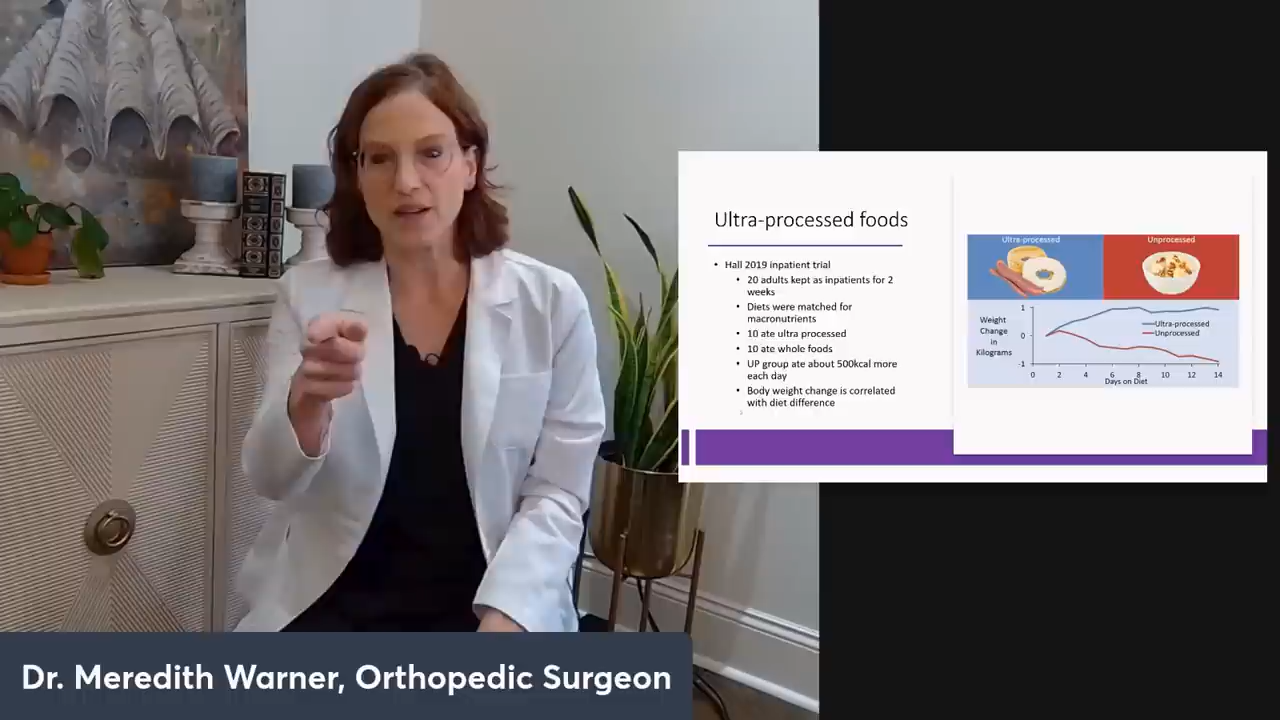 Ultra-processed foods
• Hall 2019 inpatient trial
• 20 adults kept as inpatients for 2
weeks
• Diets were matched for
macronutrients
• 10 ate ultra processed
• 10 ate whole foods
• UP group ate about 500kcal more
each day
• Body weight change is correlated
with diet difference
Ultra-processed
Unprocessed
Weight
Change
in
Kilograms
1
0
-1
Ultra-processed
Unprocessed
0 2 4 6 8 10 12 14
Days on Diet
Dr. Meredith Warner, Orthopedic Surgeon